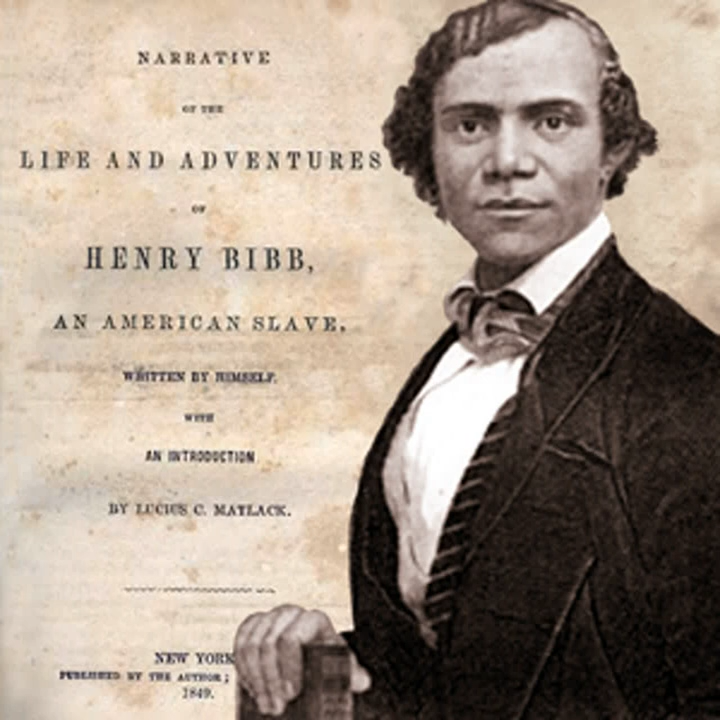 NARRATIVE
OF THE
LIFE AND ADVENTURES
OF
HENRY BIBB,
AN AMERICAN SLAVE,
WRITTEN BY HIMSELF.
WITH
AN INTRODUCTION
BY LUCIUS C. MATLACK.
NEW YORK
PUBLISHED BY THE AUTHOR;
1849.